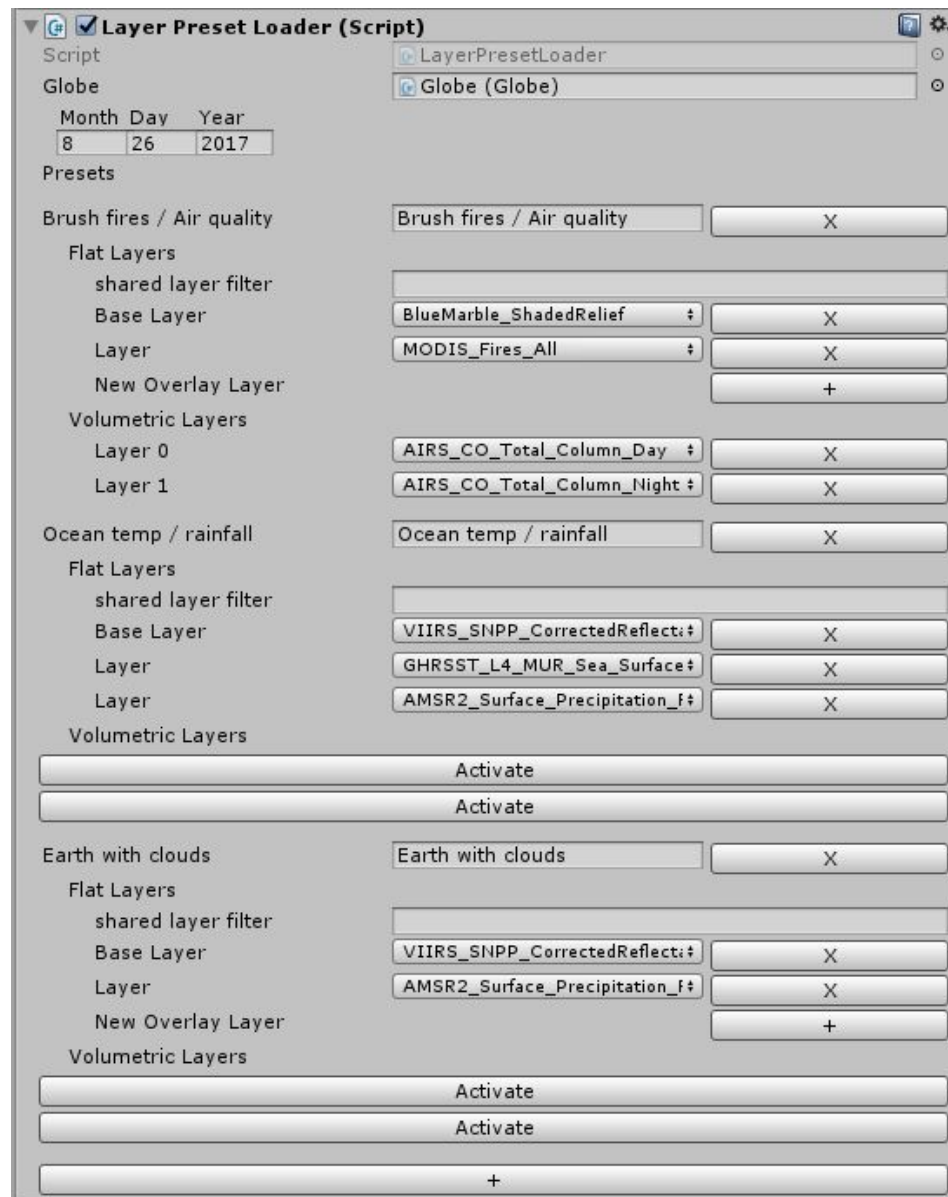 Layer Preset Loader (Script)
Script LayerPresetLoader
Globe Globe (Globe)
Month Day Year
8 26 2017
Presets
Brush fires / Air quality Brush fires / Air quality X
Flat Layers
shared layer filter
Base Layer BlueMarble_ShadedRelief X
Layer MODIS_Fires_All X
New Overlay Layer +
Volumetric Layers
Layer 0 AIRS_CO_Total_Column_Day X
Layer 1 AIRS_CO_Total_Column_Night X
Ocean temp / rainfall Ocean temp / rainfall X
Flat Layers
shared layer filter
Base Layer VIIRS_SNPP_CorrectedReflecta X
Layer GHRSST_L4_MUR_Sea_Surface X
Layer AMSR2_Surface_Precipitation_ X
Volumetric Layers
Activate
Activate
Earth with clouds Earth with clouds X
Flat Layers
shared layer filter
Base Layer VIIRS_SNPP_CorrectedReflecta X
Layer AMSR2_Surface_Precipitation_ X
New Overlay Layer +
Volumetric Layers
Activate
Activate
+